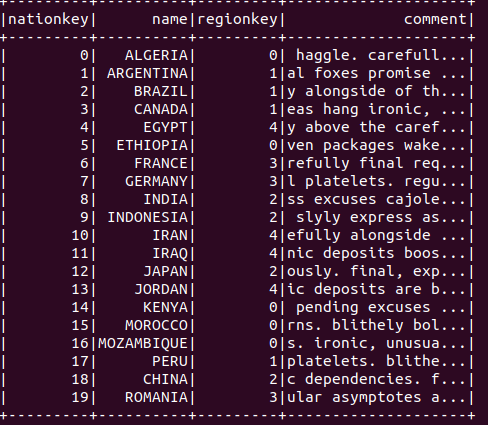 +---------+----------+---------+--------------------+
|nationkey|      name|regionkey|             comment|
+---------+----------+---------+--------------------+
|        0|   ALGERIA|        0| haggle. carefull...|
|        1| ARGENTINA|        1|al foxes promise ...|
|        2|    BRAZIL|        1|y alongside of th...|
|        3|    CANADA|        1|eas hang ironic, ...|
|        4|     EGYPT|        4|y above the caref...|
|        5|  ETHIOPIA|        0|ven packages wake...|
|        6|    FRANCE|        3|refully final req...|
|        7|   GERMANY|        3|l platelets. regu...|
|        8|     INDIA|        2|ss excuses cajole...|
|        9| INDONESIA|        2| slyly express as...|
|       10|      IRAN|        4|efully alongside ...|
|       11|      IRAQ|        4|nic deposits boos...|
|       12|     JAPAN|        2|ously. final, exp...|
|       13|    JORDAN|        4|ic deposits are b...|
|       14|     KENYA|        0| pending excuses ...|
|       15|   MOROCCO|        0|rns. blithely bol...|
|       16|MOZAMBIQUE|        0|s. ironic, unusua...|
|       17|      PERU|        1|platelets. blithe...|
|       18|     CHINA|        2|c dependencies. f...|
|       19|   ROMANIA|        3|ular asymptotes a...|
+---------+----------+---------+--------------------+